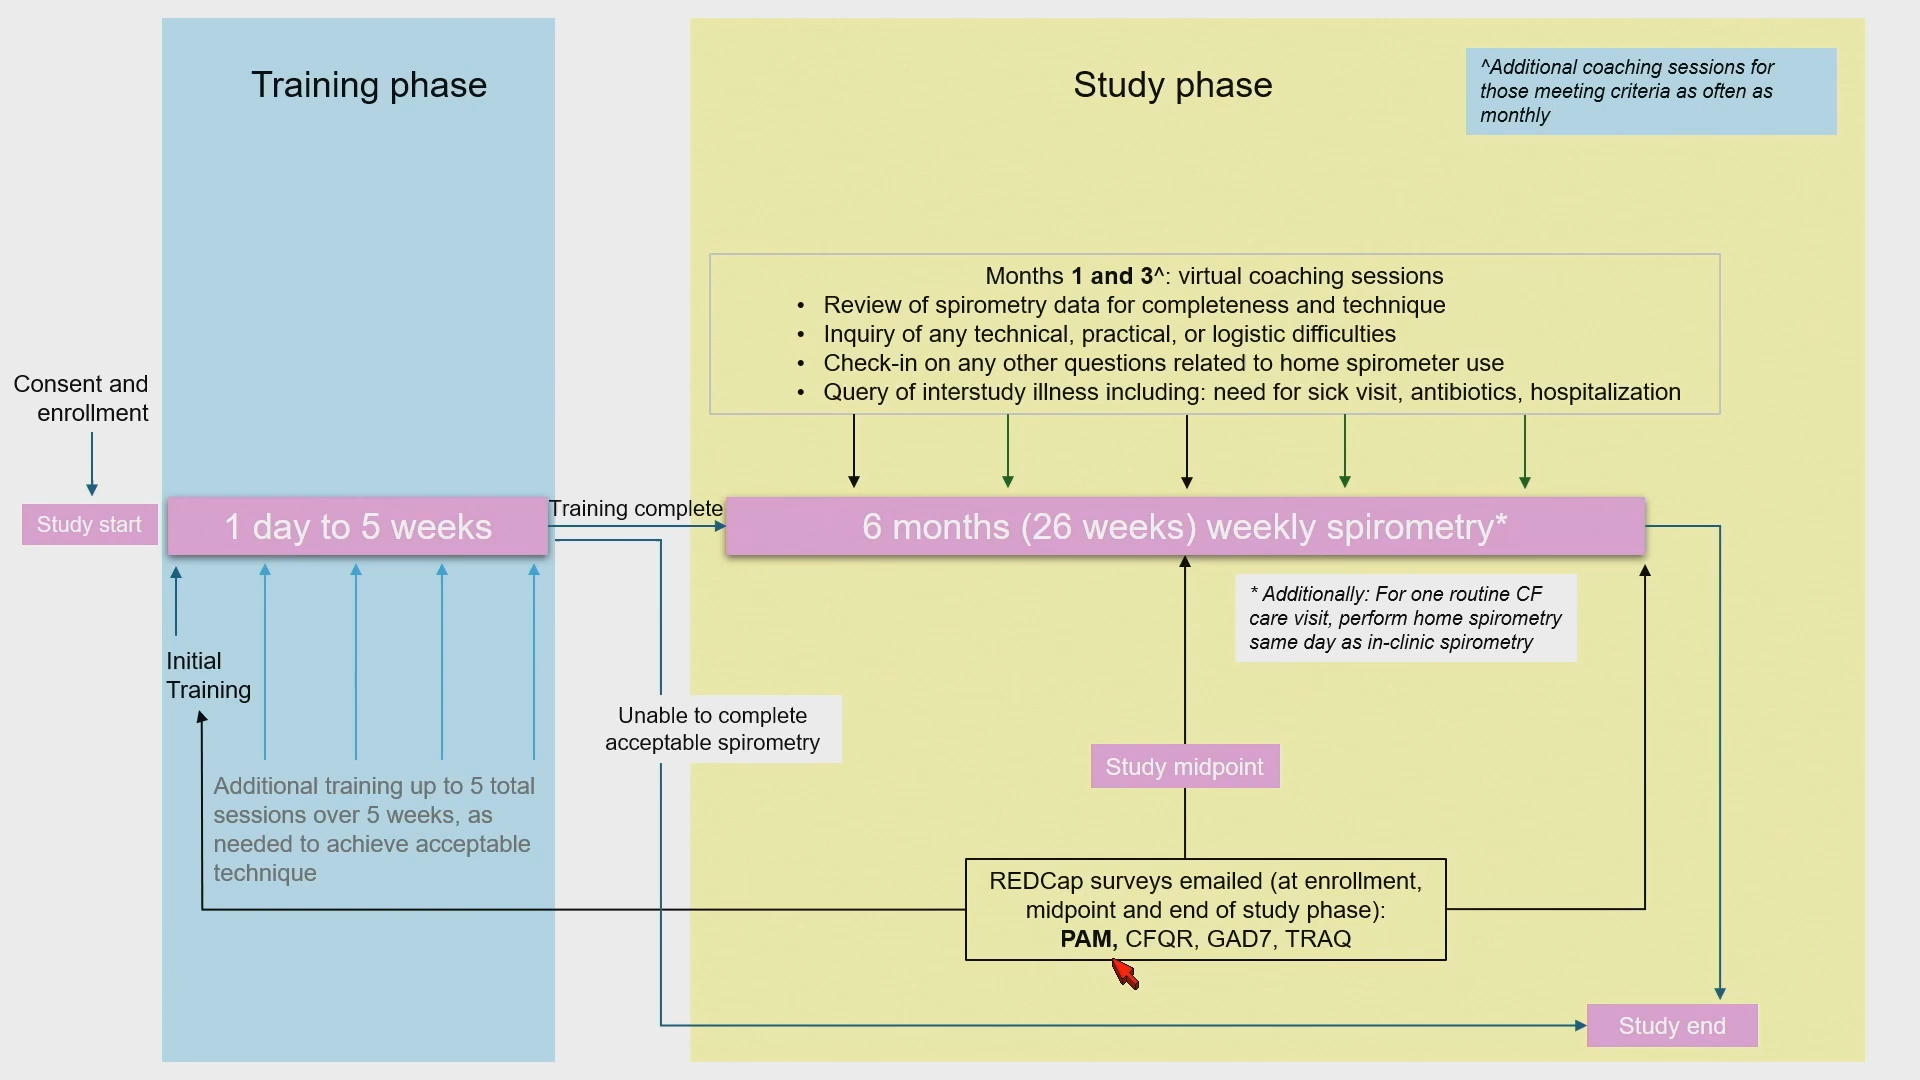 Training phase
Study phase
^Additional coaching sessions for
those meeting criteria as often as
monthly
Months 1 and 3^: virtual coaching sessions
• Review of spirometry data for completeness and technique
• Inquiry of any technical, practical, or logistic difficulties
• Check-in on any other questions related to home spirometer use
• Query of interstudy illness including: need for sick visit, antibiotics, hospitalization
Consent and
enrollment
Study start
1 day to 5 weeks
Training complete
6 months (26 weeks) weekly spirometry*
* Additionally: For one routine CF
care visit, perform home spirometry
same day as in-clinic spirometry
Initial
Training
Unable to complete
acceptable spirometry
Study midpoint
Additional training up to 5 total
sessions over 5 weeks, as
needed to achieve acceptable
technique
REDCap surveys emailed (at enrollment,
midpoint and end of study phase):
PAM, CFQR, GAD7, TRAQ
Study end